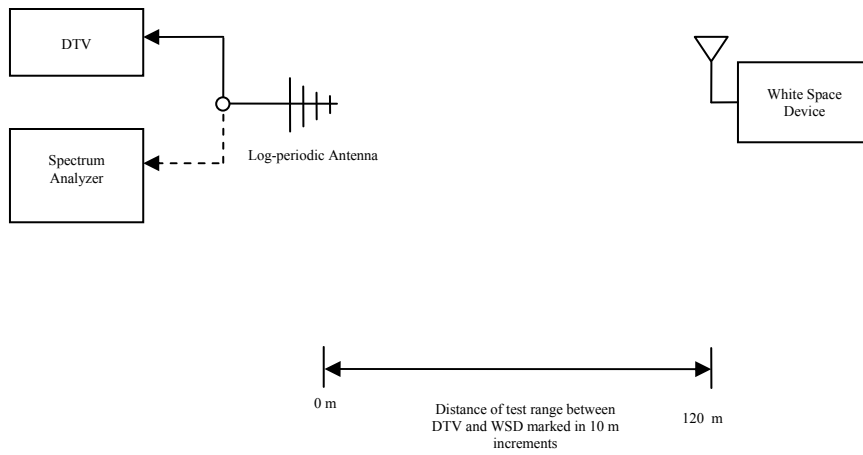 DTV
White Space
Device
Spectrum
Analyzer
Log-periodic Antenna
0 m
Distance of test range between
DTV and WSD marked in 10 m
increments
120 m